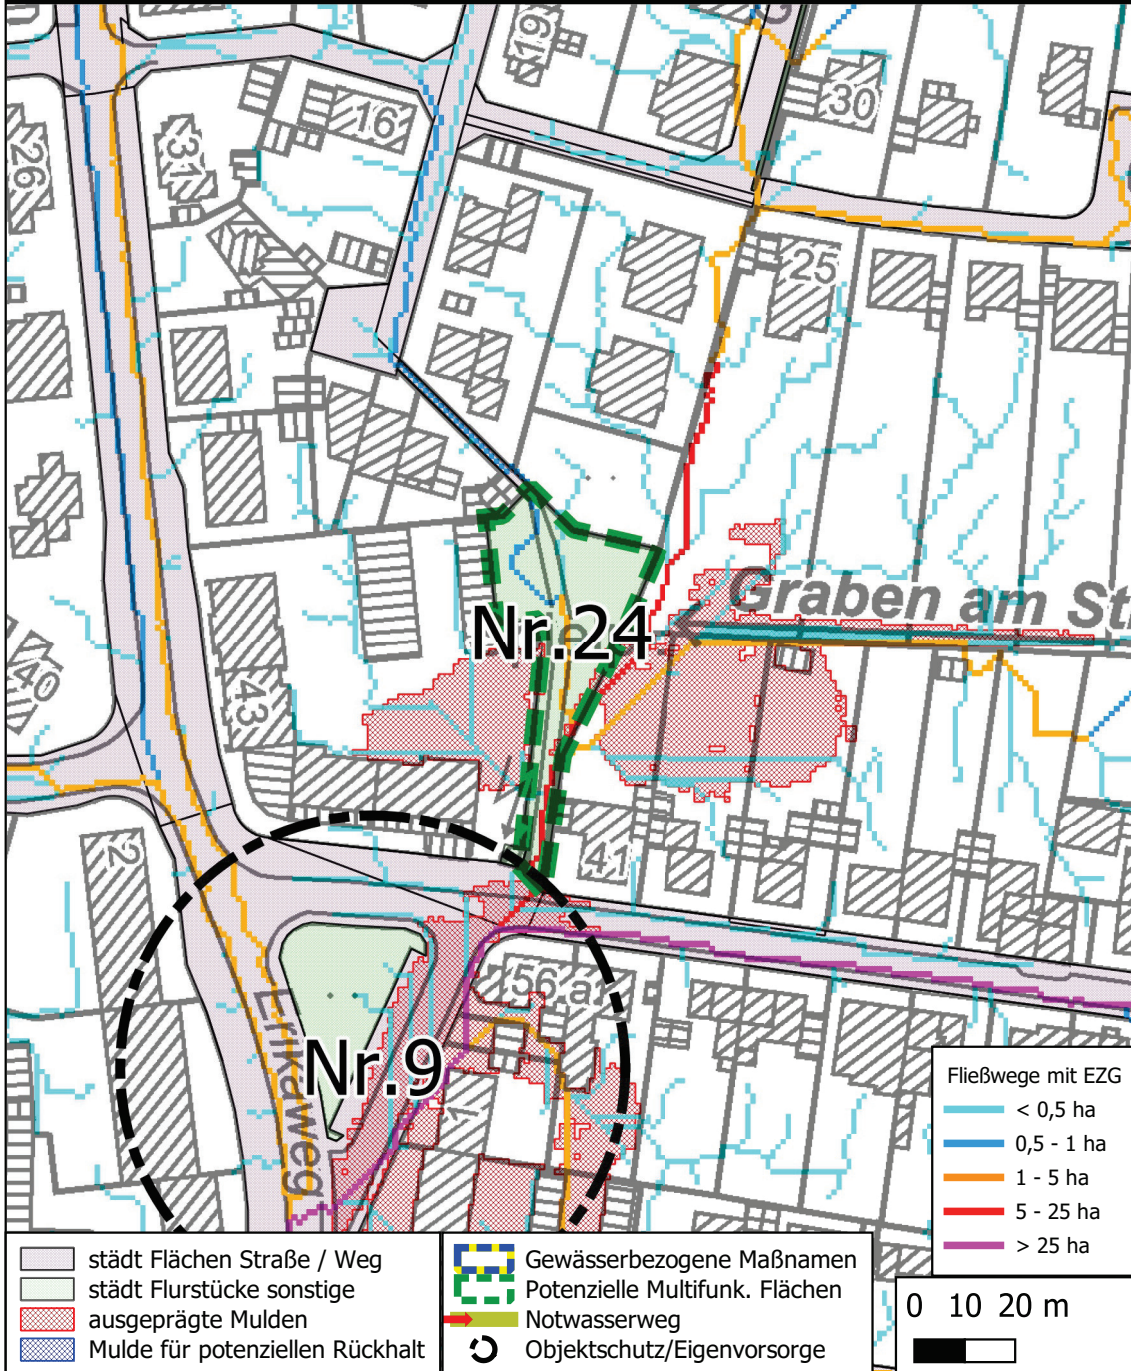 19
30
16
31
26
25
Graben am St
Nr.24
e
40
43
2
41
56 a
Nr.9
Erikaweg
1
Fließwege mit EZG
< 0,5 ha
0,5 - 1 ha
1 - 5 ha
5 - 25 ha
> 25 ha
städt Flächen Straße / Weg
städt Flurstücke sonstige
ausgeprägte Mulden
Mulde für potenziellen Rückhalt
Gewässerbezogene Maßnamen
Potenzielle Multifunk. Flächen
Notwasserweg
Objektschutz/Eigenvorsorge
0 10 20 m